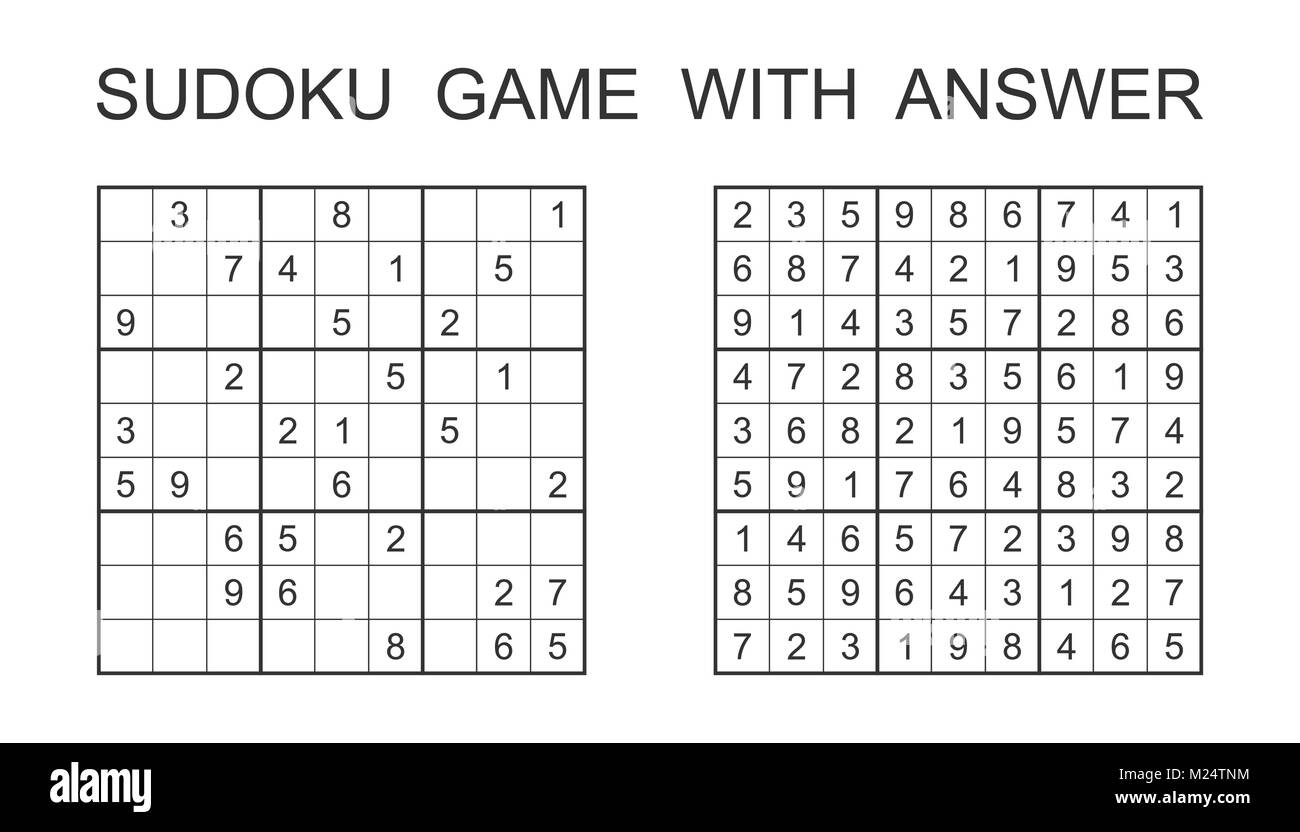 SUDOKU GAME WITH ANSWER
3 8 1
7 4 1 5
9 5 2
2 5 1
3 2 1 5
5 9 6 2
6 5 2
9 6 2 7
8 6 5
2 3 5 9 8 6 7 4 1
6 8 7 4 2 1 9 5 3
9 1 4 3 5 7 2 8 6
4 7 2 8 3 5 6 1 9
3 6 8 2 1 9 5 7 4
5 9 1 7 6 4 8 3 2
1 4 6 5 7 2 3 9 8
8 5 9 6 4 3 1 2 7
7 2 3 1 9 8 4 6 5
alamy
Image ID: M24TNM
www.alamy.com